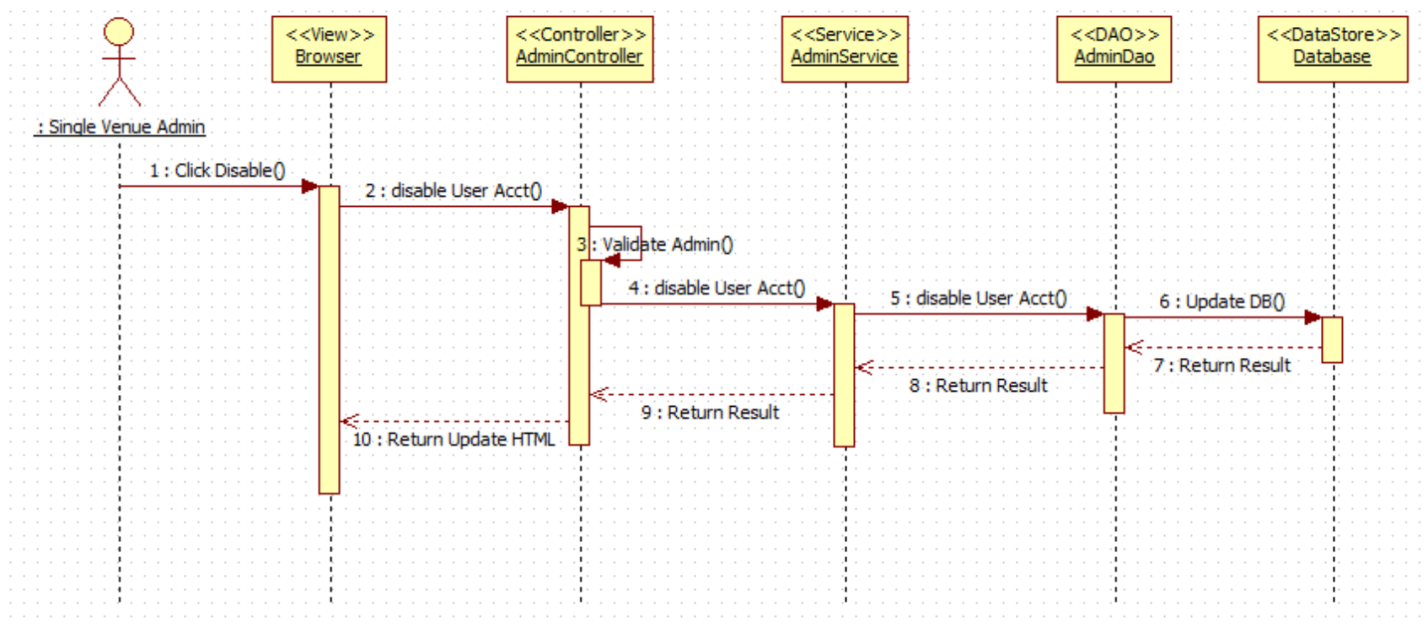 <<View>>
Browser
<<Controller>>
AdminController
<<Service>>
AdminService
<<DAO>>
AdminDao
<<DataStore>>
Database
: Single Venue Admin
1 : Click Disable()
2 : disable User Acct()
3 : Validate Admin()
4 : disable User Acct()
5 : disable User Acct()
6 : Update DB()
7 : Return Result
8 : Return Result
9 : Return Result
10 : Return Update HTML